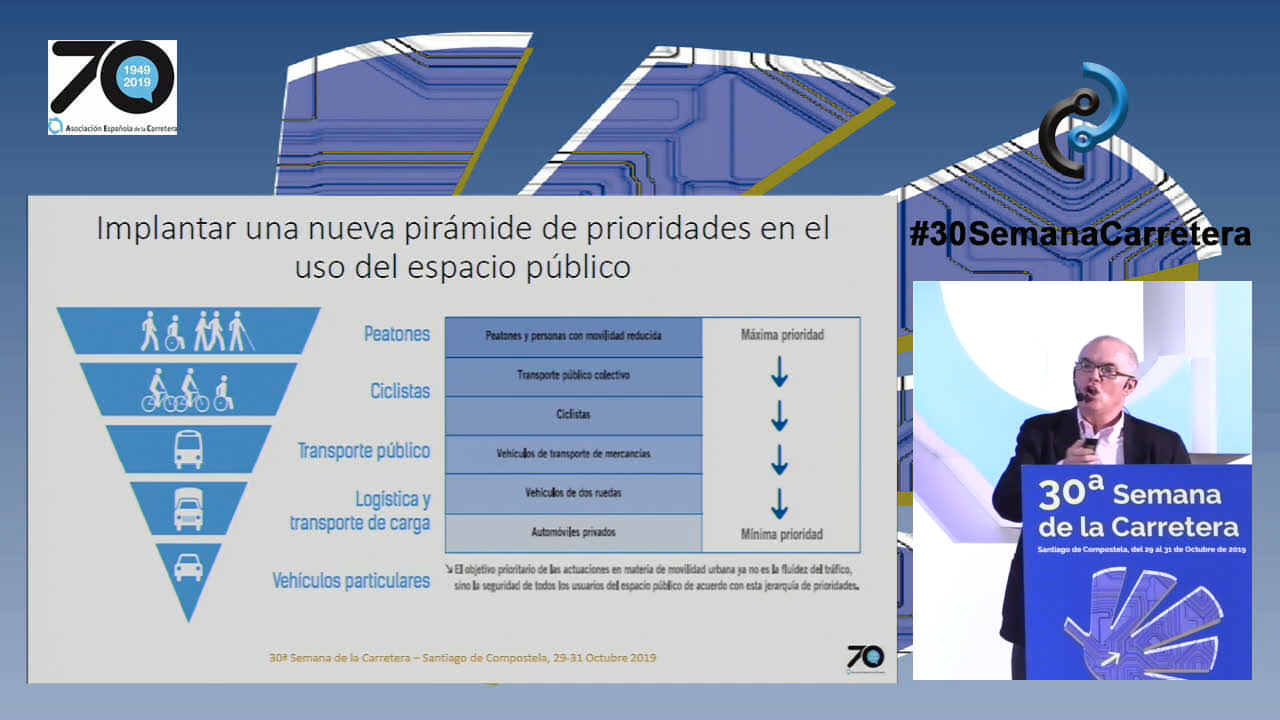 70
1949
2019
Asociación Española de la Carretera
#30SemanaCarretera
Implantar una nueva pirámide de prioridades en el
uso del espacio público
Peatones
Ciclistas
Transporte público
Logística y
transporte de carga
Vehículos particulares
Peatones y personas con movilidad reducida
Transporte público colectivo
Ciclistas
Vehículos de transporte de mercancías
Vehículos de dos ruedas
Automóviles privados
Máxima prioridad
Mínima prioridad
El objetivo prioritario de las actuaciones en materia de movilidad urbana ya no es la fluidez del tráfico,
sino la seguridad de todos los usuarios del espacio público de acuerdo con esta jerarquía de prioridades.
30ª Semana de la Carretera – Santiago de Compostela, 29-31 Octubre 2019
70
30ª Semana
de la Carretera
Santiago de Compostela, del 29 al 31 de Octubre de 2019